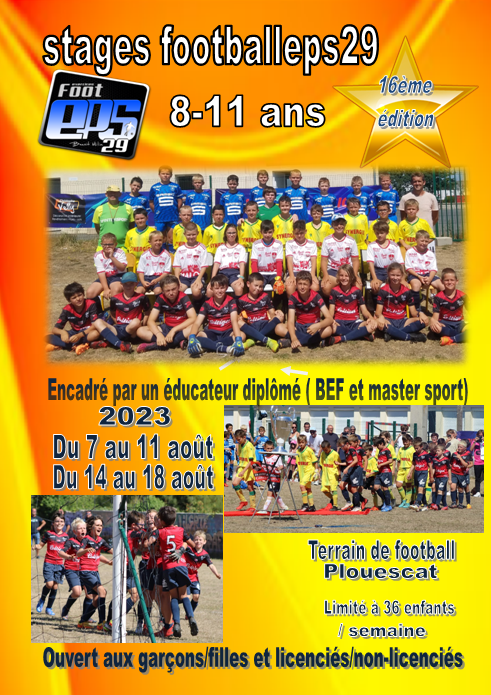 stages footballeps29
Foot
eps
29
8-11 ans
16ème
édition
Encadré par un éducateur diplômé ( BEF et master sport)
2023
Du 7 au 11 août
Du 14 au 18 août
5
Terrain de football
Plouescat
Limité à 36 enfants
/ semaine
Ouvert aux garçons/filles et licenciés/non-licenciés